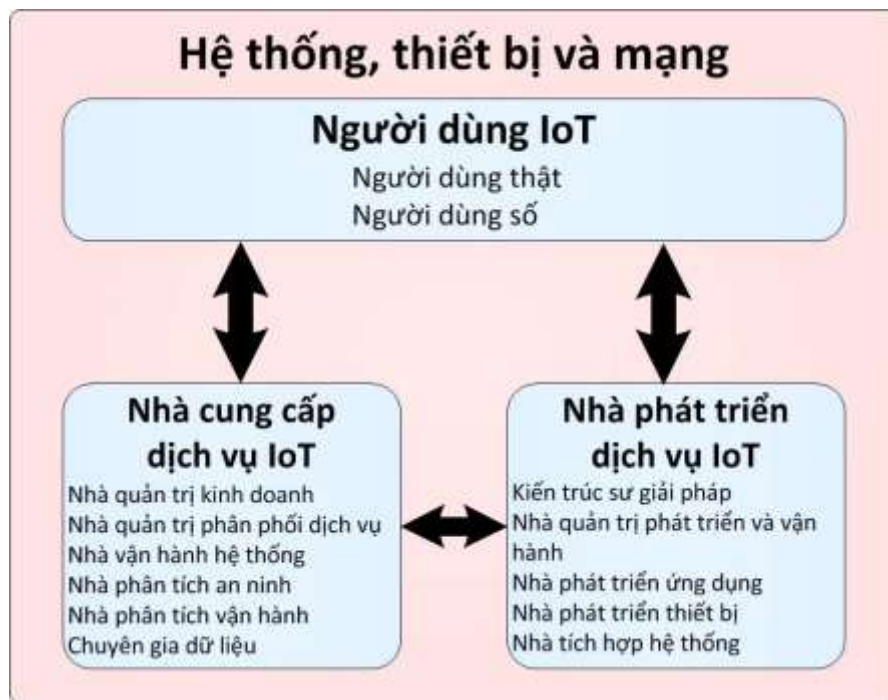 Hệ thống, thiết bị và mạng
Người dùng IoT
Người dùng thật
Người dùng số
Nhà cung cấp
dịch vụ IoT
Nhà quản trị kinh doanh
Nhà quản trị phân phối dịch vụ
Nhà vận hành hệ thống
Nhà phân tích an ninh
Nhà phân tích vận hành
Chuyên gia dữ liệu
Nhà phát triển
dịch vụ IoT
Kiến trúc sư giải pháp
Nhà quản trị phát triển và vận
hành
Nhà phát triển ứng dụng
Nhà phát triển thiết bị
Nhà tích hợp hệ thống